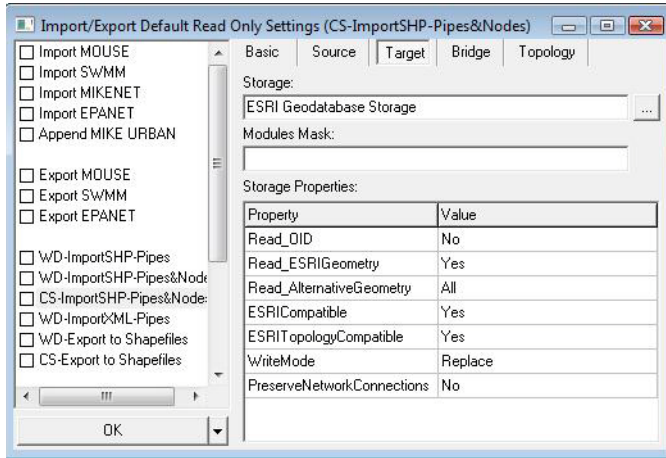 Import/Export Default Read Only Settings (CS-ImportSHP-Pipes&Nodes)
Import MOUSE
Import SWMM
Import MIKENET
Import EPANET
Append MIKE URBAN
Export MOUSE
Export SWMM
Export EPANET
WD-ImportSHP-Pipes
WD-ImportSHP-Pipes&Node
CS-ImportSHP-Pipes&Node
WD-ImportXML-Pipes
WD-Export to Shapefiles
CS-Export to Shapefiles
OK
Basic Source Target Bridge Topology
Storage:
ESRI Geodatabase Storage
...
Modules Mask:
Storage Properties:
Property Value
Read_OID No
Read_ESRIGeometry Yes
Read_AlternativeGeometry All
ESRICompatible Yes
ESRITopologyCompatible Yes
WriteMode Replace
PreserveNetworkConnections No